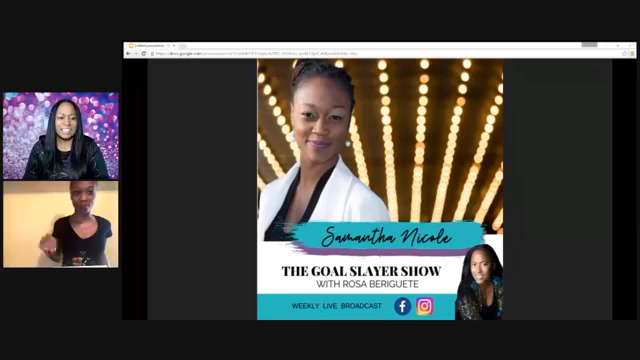 Samantha Nicole
THE GOAL SLAYER SHOW
WITH ROSA BERIGUETE
WEEKLY LIVE BROADCAST